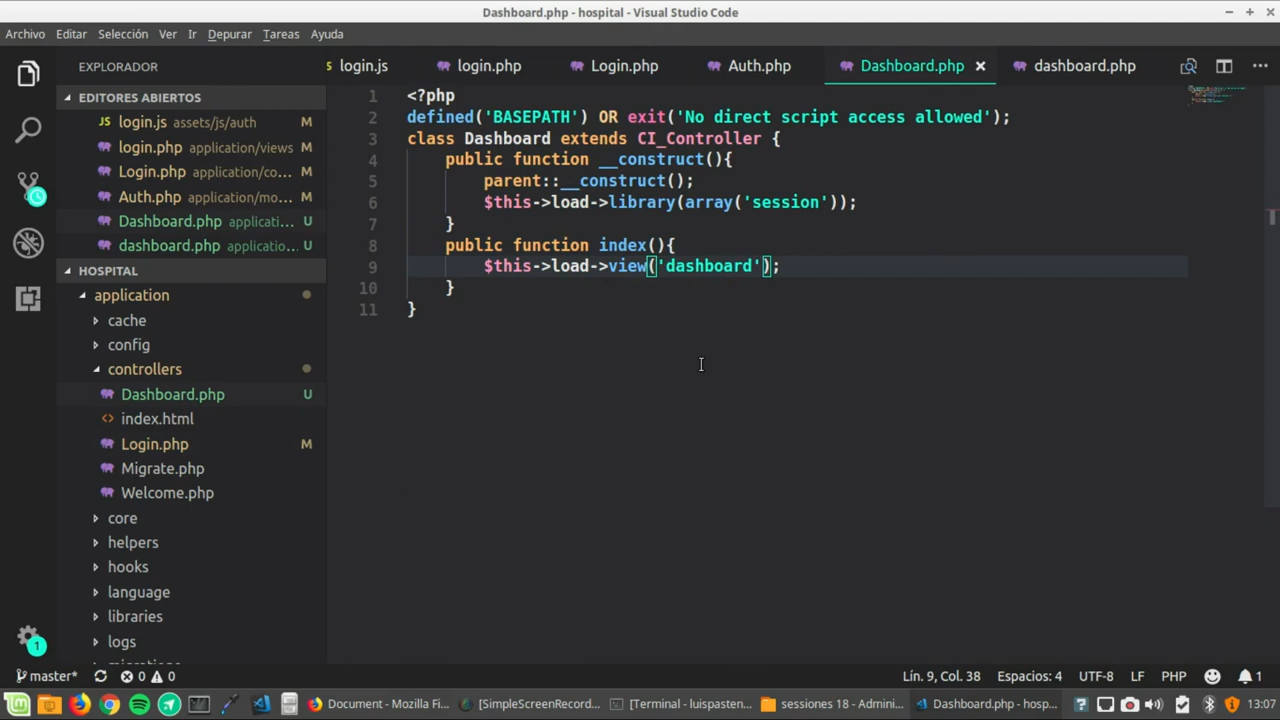 Dashboard.php - hospital - Visual Studio Code
Archivo Editar Selección Ver Ir Depurar Tareas Ayuda
EXPLORADOR
login.js login.php Login.php Auth.php Dashboard.php dashboard.php
EDITORES ABIERTOS
JS login.js assets/js/auth M
login.php application/views M
Login.php application/co... M
Auth.php application/mo... M
Dashboard.php applicati... U
dashboard.php applicatio... U
HOSPITAL
application
cache
config
controllers
Dashboard.php U
index.html
Login.php M
Migrate.php
Welcome.php
core
helpers
hooks
language
libraries
logs
1 <?php
2 defined('BASEPATH') OR exit('No direct script access allowed');
3 class Dashboard extends CI_Controller {
4 public function __construct(){
5 parent::__construct();
6 $this->load->library(array('session'));
7 }
8 public function index(){
9 $this->load->view('dashboard');
10 }
11 }
1
master* 0 0 Lín. 9, Col. 38 Espacios: 4 UTF-8 LF PHP 1
Document - Mozilla Fi... [SimpleScreenRecord... [Terminal - luispasten... sessiones 18 - Admini... Dashboard.php - hosp... 13:07